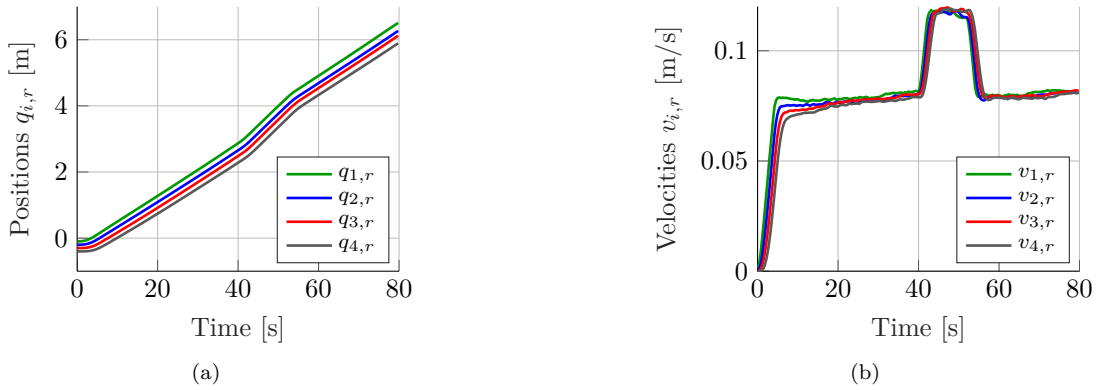 6
4
2
0
0
20
40
60
80
Positions q_{i,r} [m]
Time [s]
q_{1,r}
q_{2,r}
q_{3,r}
q_{4,r}
(a)
0.1
0.05
0
0
20
40
60
80
Velocities v_{i,r} [m/s]
Time [s]
v_{1,r}
v_{2,r}
v_{3,r}
v_{4,r}
(b)